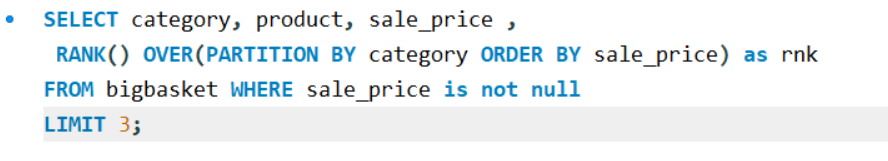 SELECT category, product, sale_price ,
RANK() OVER(PARTITION BY category ORDER BY sale_price) as rnk
FROM bigbasket WHERE sale_price is not null
LIMIT 3;